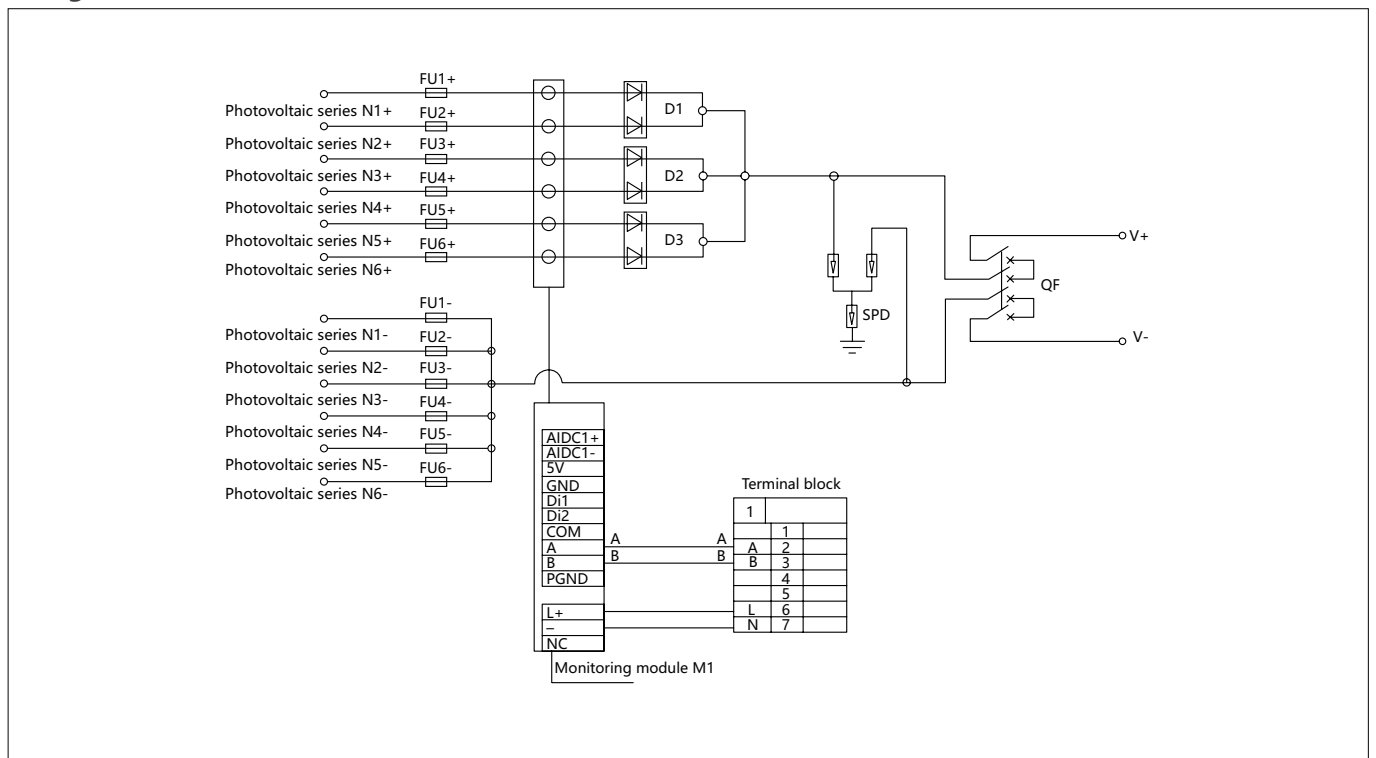 FU1+
Photovoltaic series N1+
FU2+
Photovoltaic series N2+
FU3+
Photovoltaic series N3+
FU4+
Photovoltaic series N4+
FU5+
Photovoltaic series N5+
FU6+
Photovoltaic series N6+
D1
D2
D3
SPD
QF
V+
V-
FU1-
Photovoltaic series N1-
FU2-
Photovoltaic series N2-
FU3-
Photovoltaic series N3-
FU4-
Photovoltaic series N4-
FU5-
Photovoltaic series N5-
FU6-
Photovoltaic series N6-
AIDC1+
AIDC1-
5V
GND
Di1
Di2
COM
A
B
PGND
L+
–
NC
Monitoring module M1
A A
B B
Terminal block
1
1
A 2
B 3
4
5
L 6
N 7